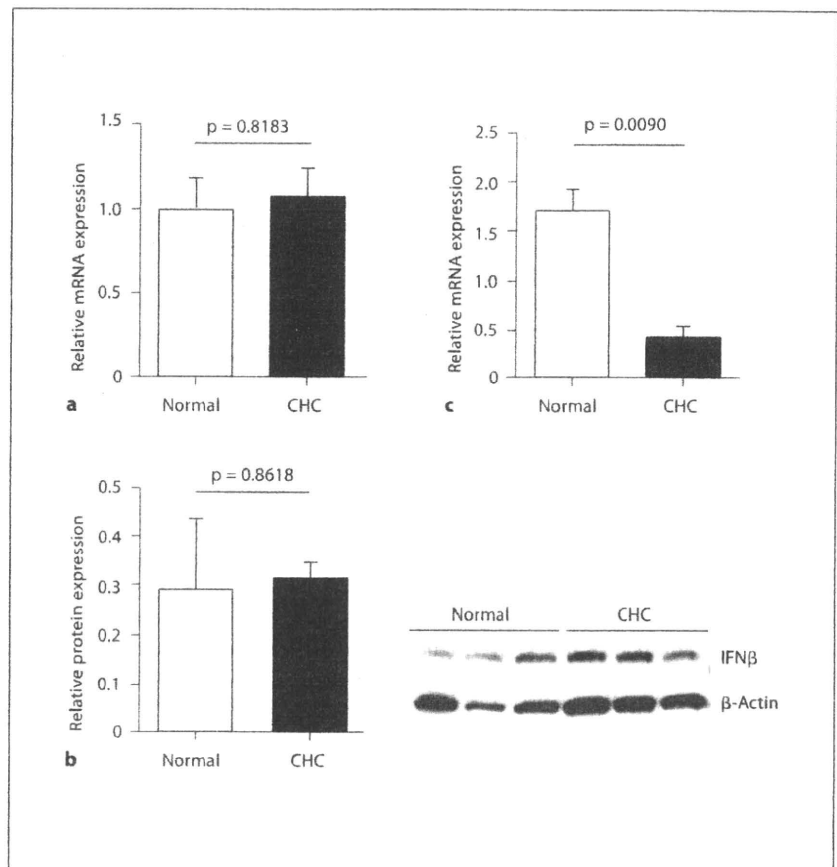 1.5
p = 0.8183
1.0
0.5
0
Relative mRNA expression
Normal CHC
a
2.5
p = 0.0090
2.0
1.5
1.0
0.5
0
Relative mRNA expression
Normal CHC
c
0.5
p = 0.8618
0.4
0.3
0.2
0.1
0
Relative protein expression
Normal CHC
b
Normal CHC
IFNβ
β-Actin